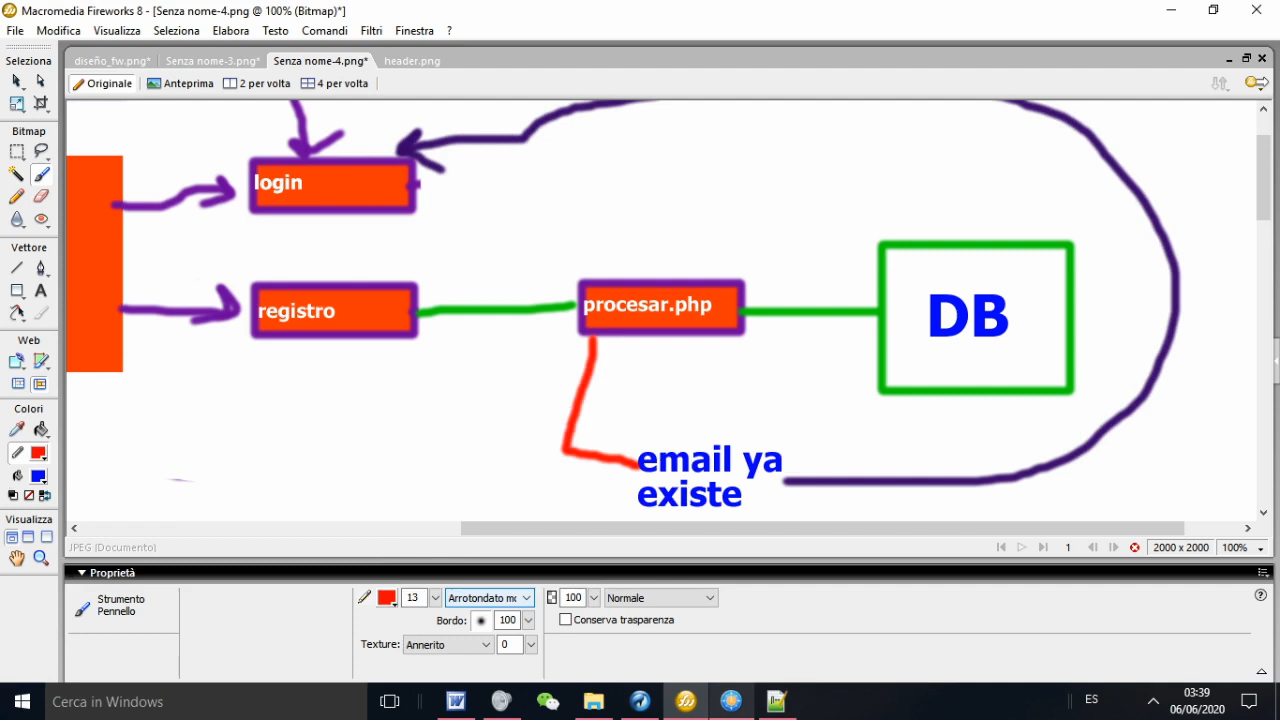 Macromedia Fireworks 8 - [Senza nome-4.png @ 100% (Bitmap)*]
File Modifica Visualizza Seleziona Elabora Testo Comandi Filtri Finestra ?
Seleziona
diseño_fw.png* Senza nome-3.png* Senza nome-4.png* header.png
Originale Anteprima 2 per volta 4 per volta
Bitmap
login
Vettore
registro
procesar.php
DB
Web
Colori
email ya
existe
Visualizza
JPEG (Documento) 1 2000 x 2000 100%
Proprietà
Strumento
Pennello
13 Arrotondato mo 100 Normale
Bordo: 100 Conserva trasparenza
Texture: Annerito 0
Cerca in Windows
ES
03:39
06/06/2020